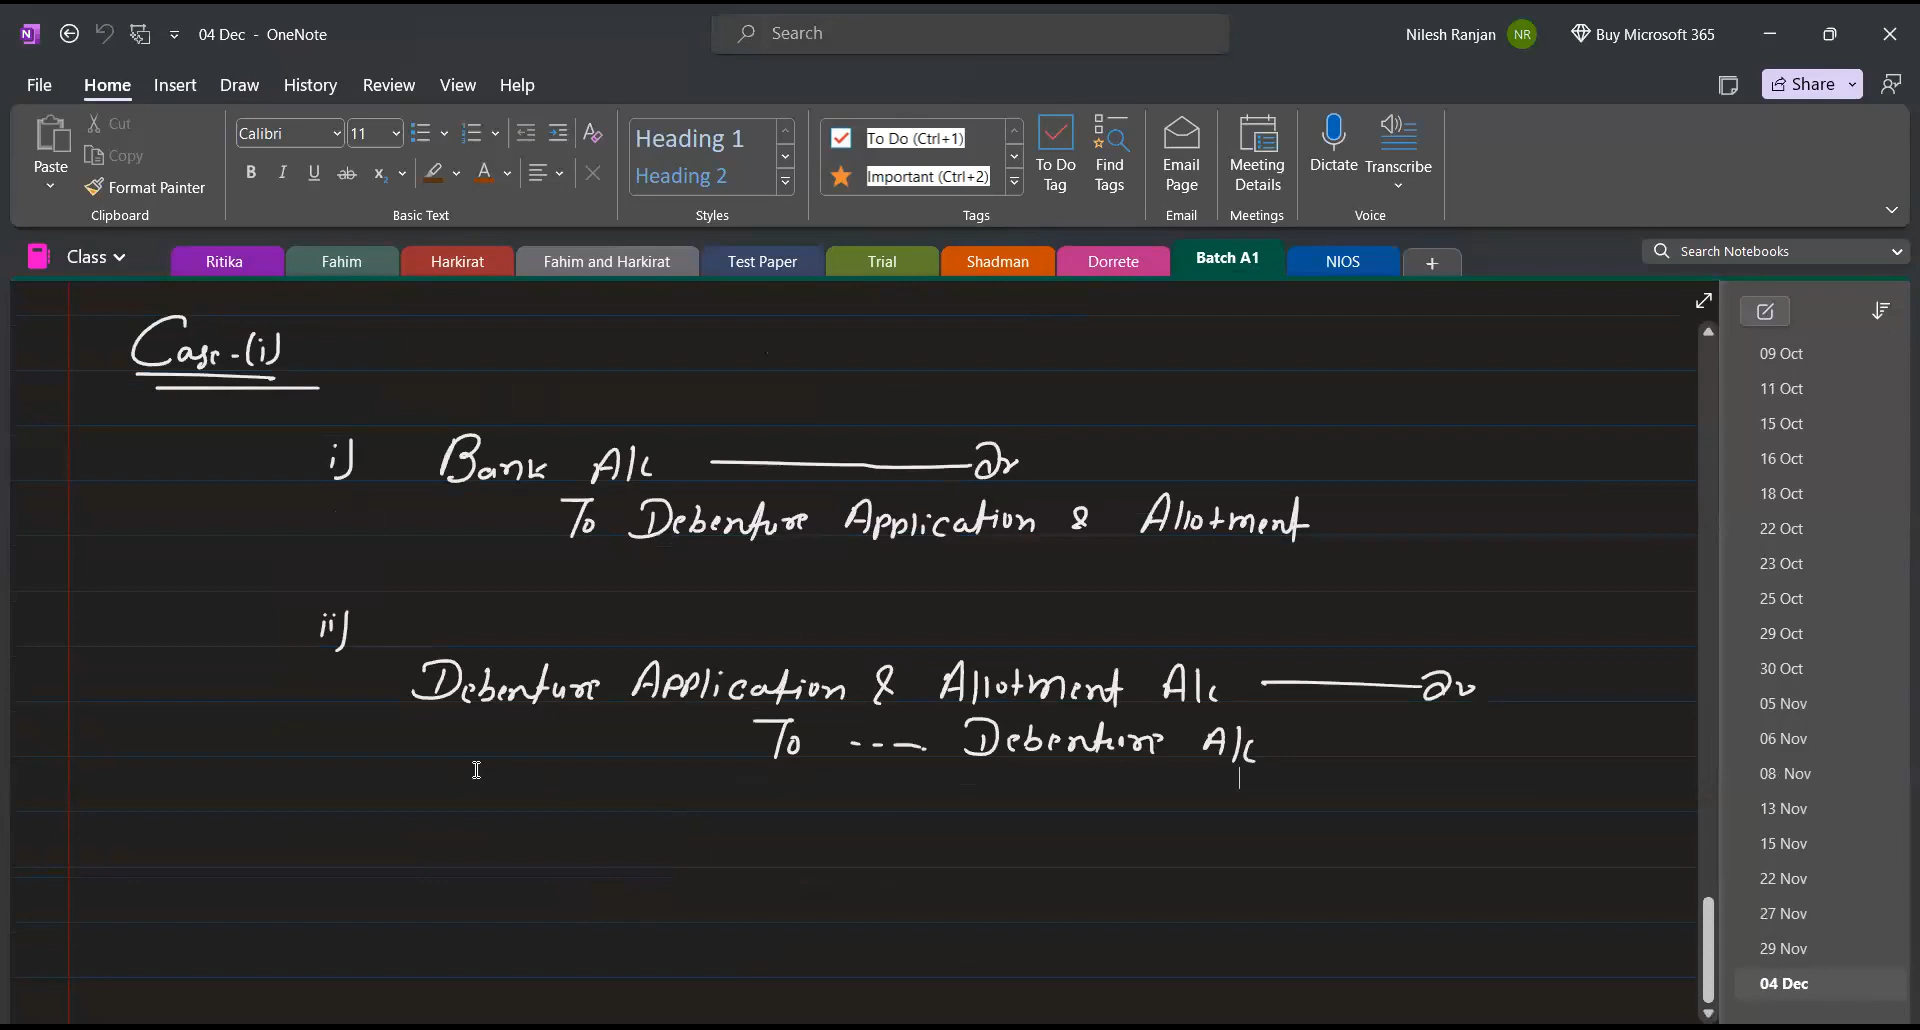 04 Dec - OneNote
Search
Nilesh Ranjan NR
Buy Microsoft 365
File Home Insert Draw History Review View Help
Share
Paste
Cut
Copy
Format Painter
Clipboard
Calibri 11
B I U ab x₂ A
Basic Text
Heading 1
Heading 2
Styles
To Do (Ctrl+1)
Important (Ctrl+2)
To Do Tag
Find Tags
Tags
Email Page
Email
Meeting Details
Meetings
Dictate
Transcribe
Voice
Class
Ritika Fahim Harkirat Fahim and Harkirat Test Paper Trial Shadman Dorrete Batch A1 NIOS +
Search Notebooks
Case-(i)
i) Bank A/c ——— Dr
To Debenture Application & Allotment
ii)
Debenture Application & Allotment A/c ——— Dr
To ---- Debenture A/c
09 Oct
11 Oct
15 Oct
16 Oct
18 Oct
22 Oct
23 Oct
25 Oct
29 Oct
30 Oct
05 Nov
06 Nov
08 Nov
13 Nov
15 Nov
22 Nov
27 Nov
29 Nov
04 Dec